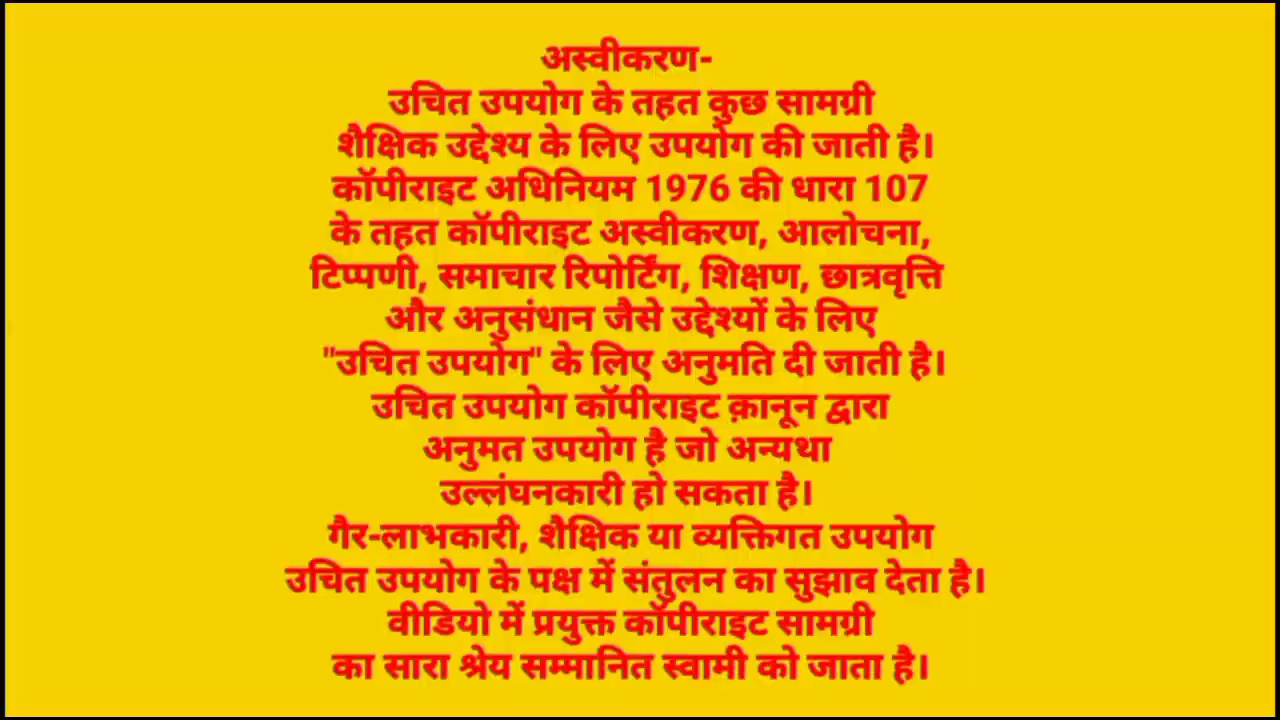 अस्वीकरण-
उचित उपयोग के तहत कुछ सामग्री
शैक्षिक उद्देश्य के लिए उपयोग की जाती है।
कॉपीराइट अधिनियम 1976 की धारा 107
के तहत कॉपीराइट अस्वीकरण, आलोचना,
टिप्पणी, समाचार रिपोर्टिंग, शिक्षण, छात्रवृत्ति
और अनुसंधान जैसे उद्देश्यों के लिए
"उचित उपयोग" के लिए अनुमति दी जाती है।
उचित उपयोग कॉपीराइट क़ानून द्वारा
अनुमत उपयोग है जो अन्यथा
उल्लंघनकारी हो सकता है।
गैर-लाभकारी, शैक्षिक या व्यक्तिगत उपयोग
उचित उपयोग के पक्ष में संतुलन का सुझाव देता है।
वीडियो में प्रयुक्त कॉपीराइट सामग्री
का सारा श्रेय सम्मानित स्वामी को जाता है।